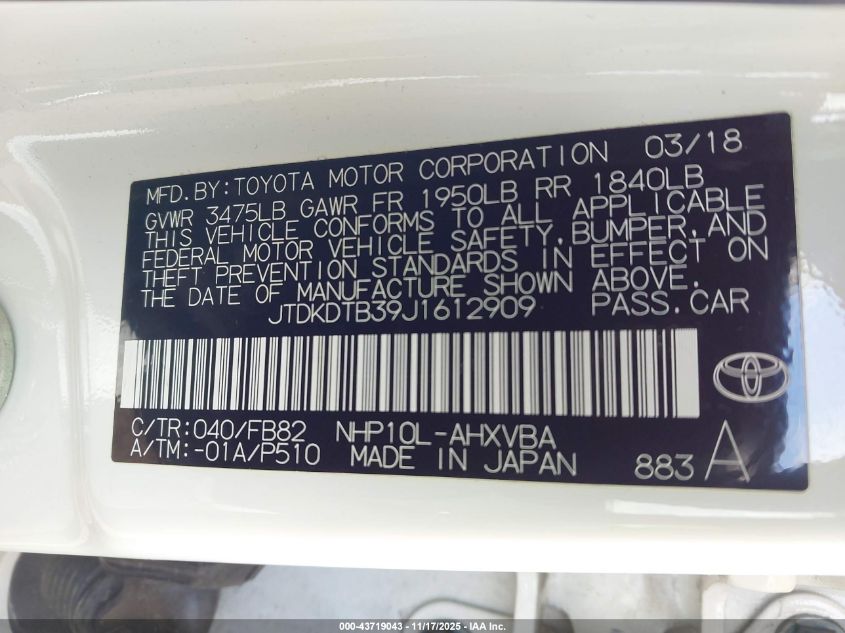 MFD.BY:TOYOTA MOTOR CORPORATION 03/18
GVWR 3475LB GAWR FR 1950LB RR 1840LB
THIS VEHICLE CONFORMS TO ALL APPLICABLE
FEDERAL MOTOR VEHICLE SAFETY,BUMPER,AND
THEFT PREVENTION STANDARDS IN EFFECT ON
THE DATE OF MANUFACTURE SHOWN ABOVE.
JTDKDTB39J1612909 PASS.CAR
C/TR:040/FB82 NHP10L-AHXVBA
A/TM:-01A/P510 MADE IN JAPAN 883 A
000-43719043 — 11/17/2025 — IAA Inc.